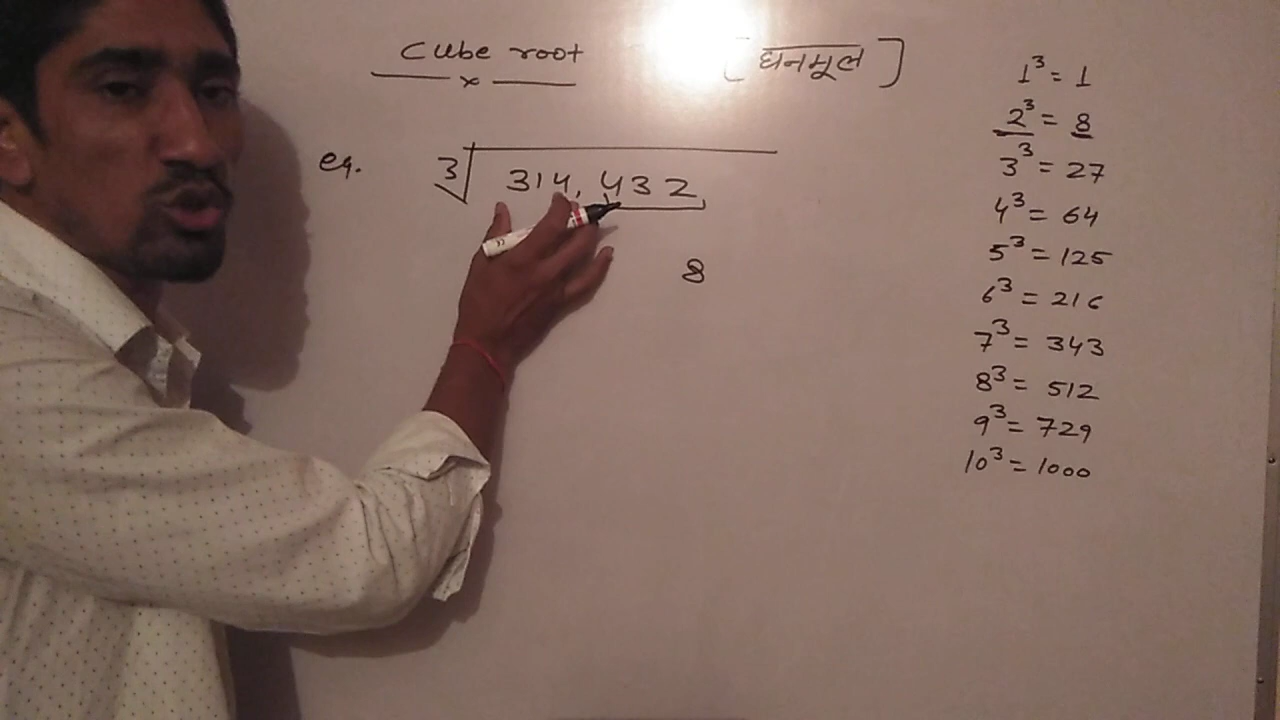 Cube root [घनमूल]
eg. ∛314,432
8
1³ = 1
2³ = 8
3³ = 27
4³ = 64
5³ = 125
6³ = 216
7³ = 343
8³ = 512
9³ = 729
10³ = 1000